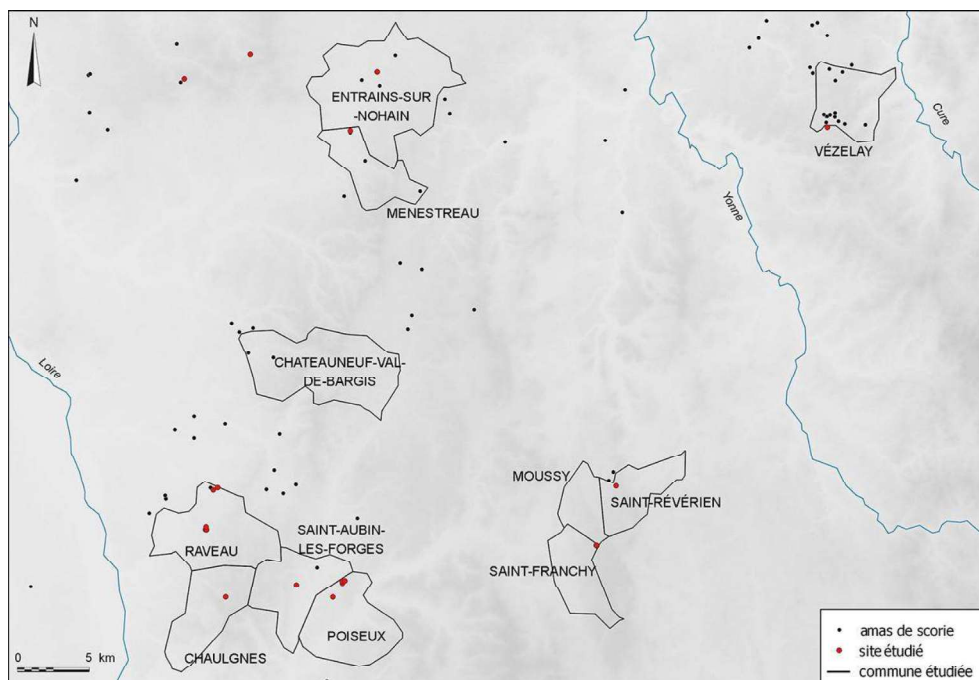 N
ENTRAINS-SUR
-NOHAIN
MENESTREAU
VÉZELAY
Cure
Yonne
Loire
CHATEAUNEUF-VAL-
DE-BARGIS
MOUSSY
SAINT-RÉVÉRIEN
SAINT-FRANCHY
SAINT-AUBIN
LES-FORGES
RAVEAU
CHAULGNES
POISEUX
0 5 km
amas de scorie
site étudié
commune étudiée